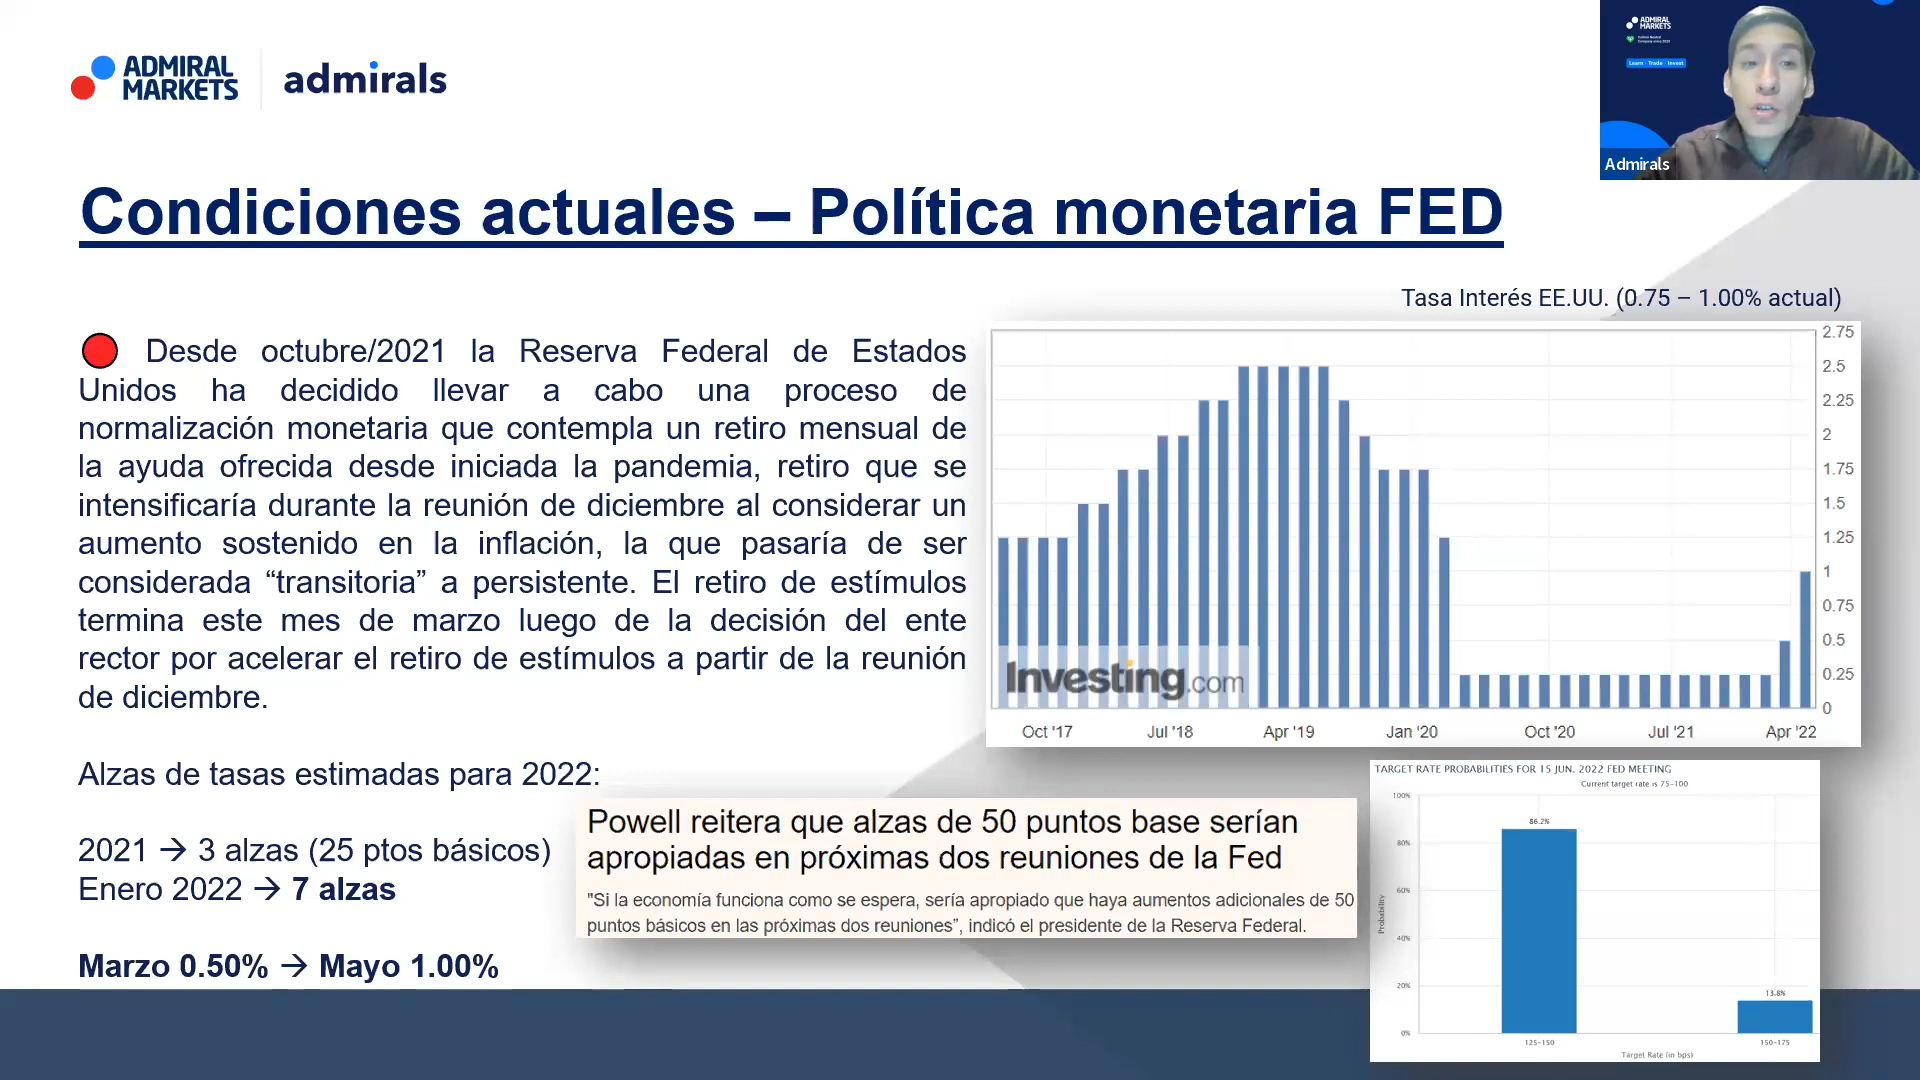 ADMIRAL
MARKETS
admirals
ADMIRAL
MARKETS
Learn · Trade · Invest
Admirals
Condiciones actuales – Política monetaria FED
Tasa Interés EE.UU. (0.75 – 1.00% actual)
Desde octubre/2021 la Reserva Federal de Estados
Unidos ha decidido llevar a cabo una proceso de
normalización monetaria que contempla un retiro mensual de
la ayuda ofrecida desde iniciada la pandemia, retiro que se
intensificaría durante la reunión de diciembre al considerar un
aumento sostenido en la inflación, la que pasaría de ser
considerada “transitoria” a persistente. El retiro de estímulos
termina este mes de marzo luego de la decisión del ente
rector por acelerar el retiro de estímulos a partir de la reunión
de diciembre.
Alzas de tasas estimadas para 2022:
2021 → 3 alzas (25 ptos básicos)
Enero 2022 → 7 alzas
Marzo 0.50% → Mayo 1.00%
2.75
2.5
2.25
2
1.75
1.5
1.25
1
0.75
0.5
0.25
0
Investing.com
Oct '17 Jul '18 Apr '19 Jan '20 Oct '20 Jul '21 Apr '22
Powell reitera que alzas de 50 puntos base serían
apropiadas en próximas dos reuniones de la Fed
"Si la economía funciona como se espera, sería apropiado que haya aumentos adicionales de 50
puntos básicos en las próximas dos reuniones”, indicó el presidente de la Reserva Federal.
TARGET RATE PROBABILITIES FOR 15 JUN. 2022 FED MEETING
Current target rate is 75-100
100%
80%
60%
40%
20%
0%
Probability
86.2%
13.8%
125-150 150-175
Target Rate (in bps)